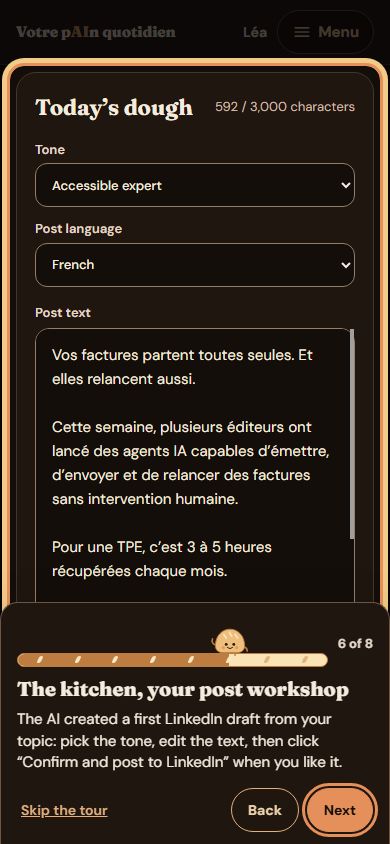 Votre pAIn quotidien
Léa
Menu
Today's dough
592 / 3,000 characters
Tone
Accessible expert
Post language
French
Post text
Vos factures partent toutes seules. Et
elles relancent aussi.
Cette semaine, plusieurs éditeurs ont
lancé des agents IA capables d'émettre,
d'envoyer et de relancer des factures
sans intervention humaine.
Pour une TPE, c'est 3 à 5 heures
récupérées chaque mois.
6 of 8
The kitchen, your post workshop
The AI created a first LinkedIn draft from your
topic: pick the tone, edit the text, then click
“Confirm and post to LinkedIn” when you like it.
Skip the tour
Back
Next